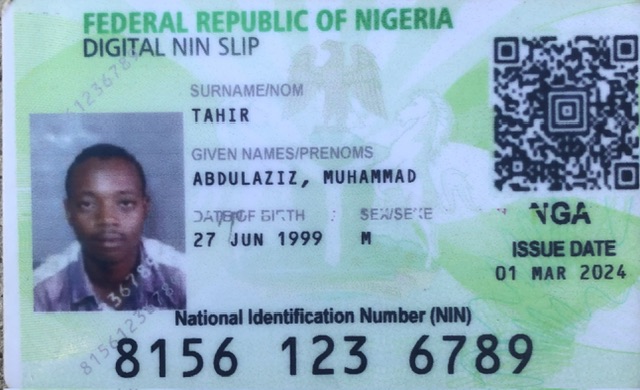 FEDERAL REPUBLIC OF NIGERIA
DIGITAL NIN SLIP
SURNAME/NOM
TAHIR
GIVEN NAMES/PRENOMS
ABDULAZIZ, MUHAMMAD
DATE OF BIRTH SEX/SEXE
27 JUN 1999 M
NGA
ISSUE DATE
01 MAR 2024
National Identification Number (NIN)
8156 123 6789